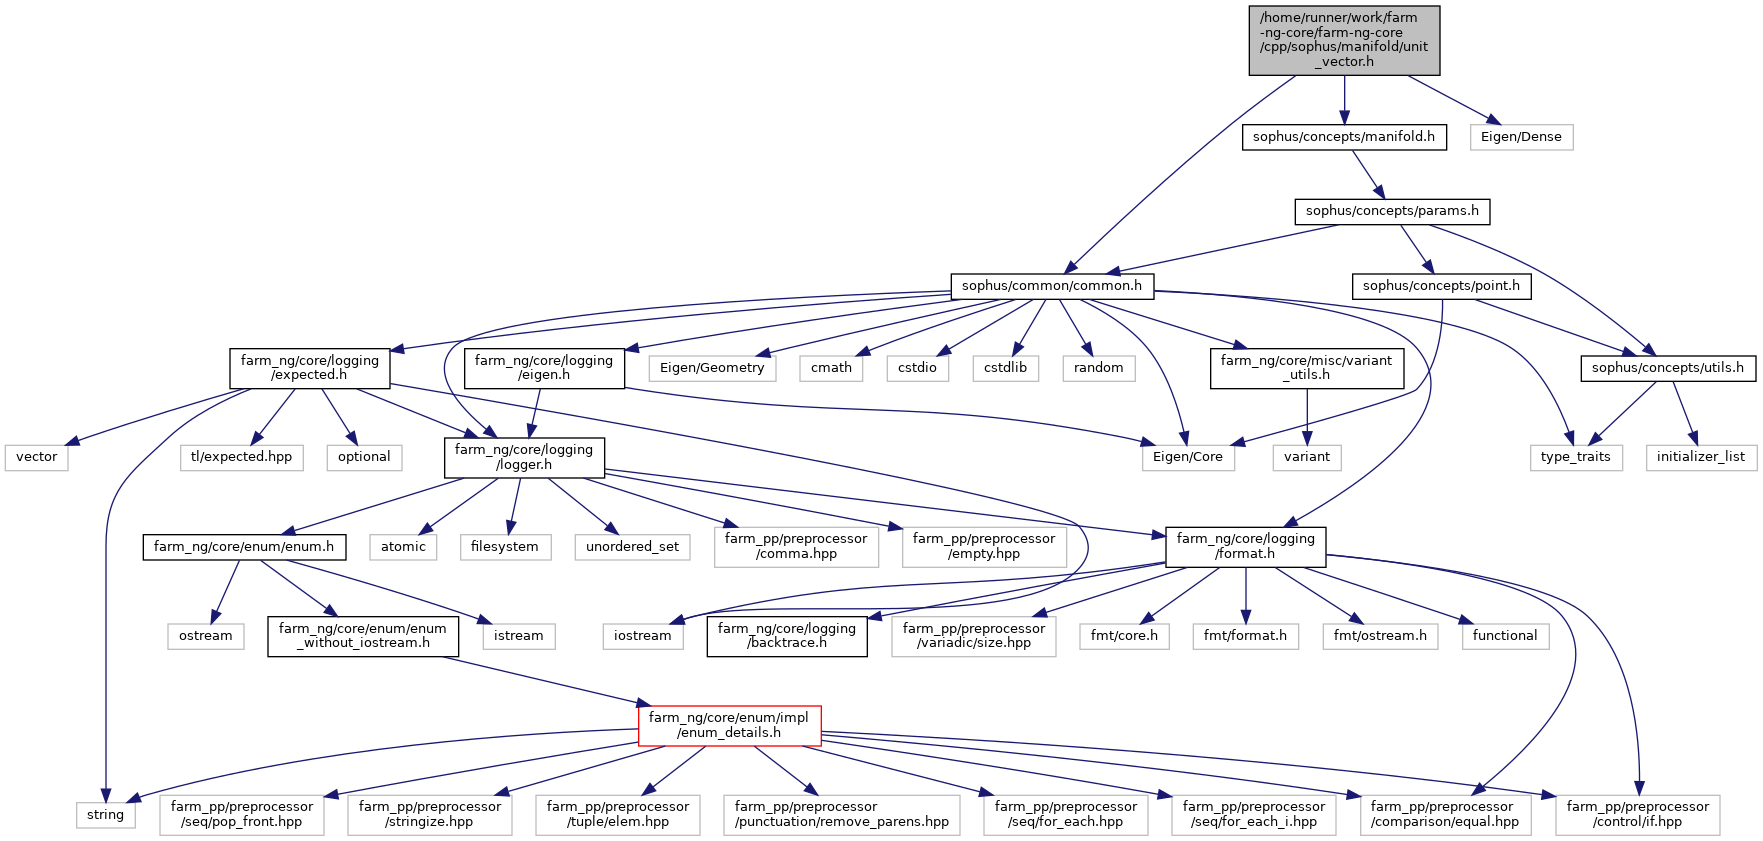 /home/runner/work/farm
-ng-core/farm-ng-core
/cpp/sophus/manifold/unit
_vector.h
sophus/concepts/manifold.h
Eigen/Dense
sophus/concepts/params.h
sophus/common/common.h
sophus/concepts/point.h
farm_ng/core/logging
/expected.h
farm_ng/core/logging
/eigen.h
Eigen/Geometry
cmath
cstdio
cstdlib
random
farm_ng/core/misc/variant
_utils.h
sophus/concepts/utils.h
vector
tl/expected.hpp
optional
farm_ng/core/logging
/logger.h
Eigen/Core
variant
type_traits
initializer_list
farm_ng/core/enum/enum.h
atomic
filesystem
unordered_set
farm_pp/preprocessor
/comma.hpp
farm_pp/preprocessor
/empty.hpp
farm_ng/core/logging
/format.h
ostream
farm_ng/core/enum/enum
_without_iostream.h
istream
iostream
farm_ng/core/logging
/backtrace.h
farm_pp/preprocessor
/variadic/size.hpp
fmt/core.h
fmt/format.h
fmt/ostream.h
functional
farm_ng/core/enum/impl
/enum_details.h
string
farm_pp/preprocessor
/seq/pop_front.hpp
farm_pp/preprocessor
/stringize.hpp
farm_pp/preprocessor
/tuple/elem.hpp
farm_pp/preprocessor
/punctuation/remove_parens.hpp
farm_pp/preprocessor
/seq/for_each.hpp
farm_pp/preprocessor
/seq/for_each_i.hpp
farm_pp/preprocessor
/comparison/equal.hpp
farm_pp/preprocessor
/control/if.hpp